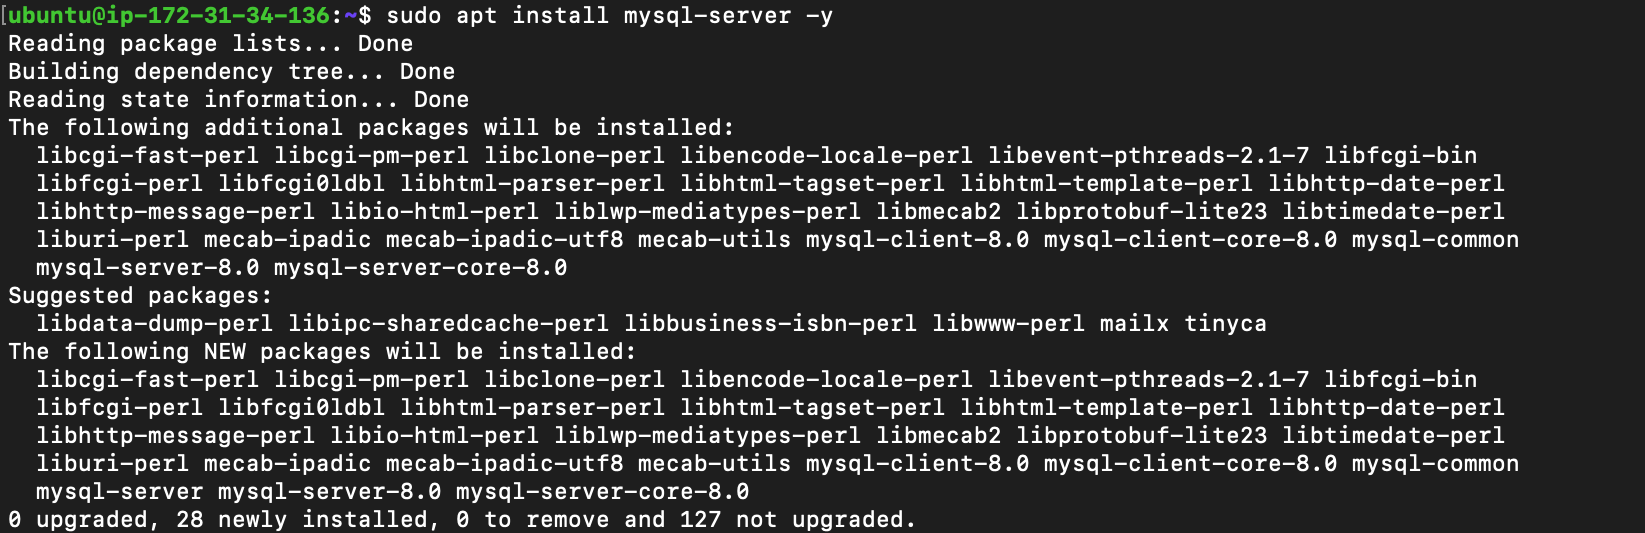 [ubuntu@ip-172-31-34-136:~$ sudo apt install mysql-server -y
Reading package lists... Done
Building dependency tree... Done
Reading state information... Done
The following additional packages will be installed:
  libcgi-fast-perl libcgi-pm-perl libclone-perl libencode-locale-perl libevent-pthreads-2.1-7 libfcgi-bin
  libfcgi-perl libfcgi0ldbl libhtml-parser-perl libhtml-tagset-perl libhtml-template-perl libhttp-date-perl
  libhttp-message-perl libio-html-perl liblwp-mediatypes-perl libmecab2 libprotobuf-lite23 libtimedate-perl
  liburi-perl mecab-ipadic mecab-ipadic-utf8 mecab-utils mysql-client-8.0 mysql-client-core-8.0 mysql-common
  mysql-server-8.0 mysql-server-core-8.0
Suggested packages:
  libdata-dump-perl libipc-sharedcache-perl libbusiness-isbn-perl libwww-perl mailx tinyca
The following NEW packages will be installed:
  libcgi-fast-perl libcgi-pm-perl libclone-perl libencode-locale-perl libevent-pthreads-2.1-7 libfcgi-bin
  libfcgi-perl libfcgi0ldbl libhtml-parser-perl libhtml-tagset-perl libhtml-template-perl libhttp-date-perl
  libhttp-message-perl libio-html-perl liblwp-mediatypes-perl libmecab2 libprotobuf-lite23 libtimedate-perl
  liburi-perl mecab-ipadic mecab-ipadic-utf8 mecab-utils mysql-client-8.0 mysql-client-core-8.0 mysql-common
  mysql-server mysql-server-8.0 mysql-server-core-8.0
0 upgraded, 28 newly installed, 0 to remove and 127 not upgraded.